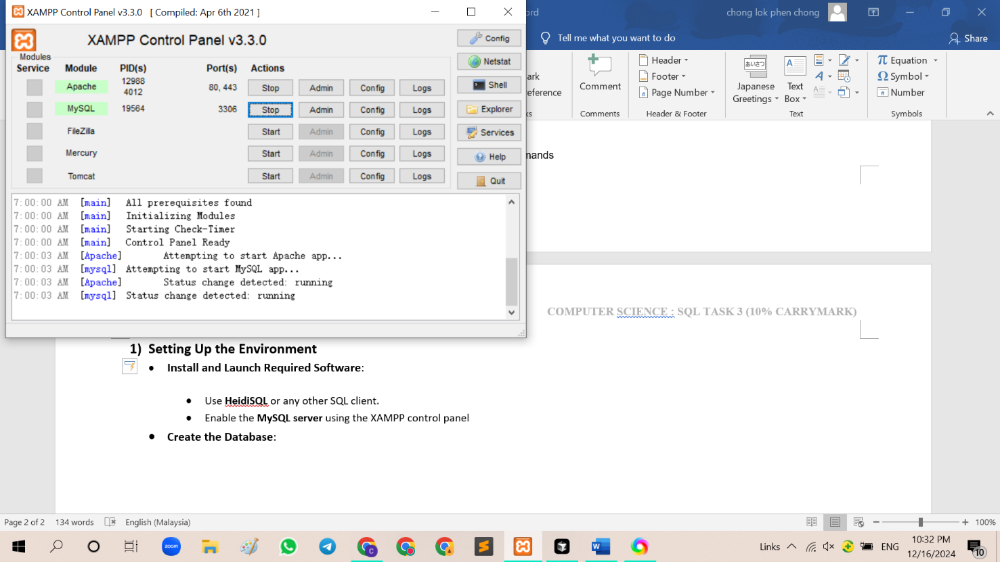 XAMPP Control Panel v3.3.0 [ Compiled: Apr 6th 2021 ]
ord
chong lok phen chong
XAMPP Control Panel v3.3.0
Config
Tell me what you want to do
Share
Modules
Service Module PID(s) Port(s) Actions
Netstat
Apache 12988 4012 80, 443 Stop Admin Config Logs
Shell
MySQL 19564 3306 Stop Admin Config Logs
Explorer
FileZilla Start Admin Config Logs
Services
Mercury Start Admin Config Logs
Help
Tomcat Start Admin Config Logs
Quit
ark
eference
ks
Comment
Comments
Header
Footer
Page Number
Header & Footer
あいさつ
Japanese Greetings
A
Text Box
Text
π Equation
Ω Symbol
# Number
Symbols
7:00:00 AM [main] All prerequisites found
7:00:00 AM [main] Initializing Modules
7:00:00 AM [main] Starting Check-Timer
7:00:00 AM [main] Control Panel Ready
7:00:03 AM [Apache] Attempting to start Apache app...
7:00:03 AM [mysql] Attempting to start MySQL app...
7:00:03 AM [Apache] Status change detected: running
7:00:03 AM [mysql] Status change detected: running
mands
COMPUTER SCIENCE : SQL TASK 3 (10% CARRYMARK)
1) Setting Up the Environment
• Install and Launch Required Software:
• Use HeidiSQL or any other SQL client.
• Enable the MySQL server using the XAMPP control panel
• Create the Database:
Page 2 of 2 134 words English (Malaysia) 100%
zoom
C
W
Links ENG 10:32 PM
12/16/2024
10